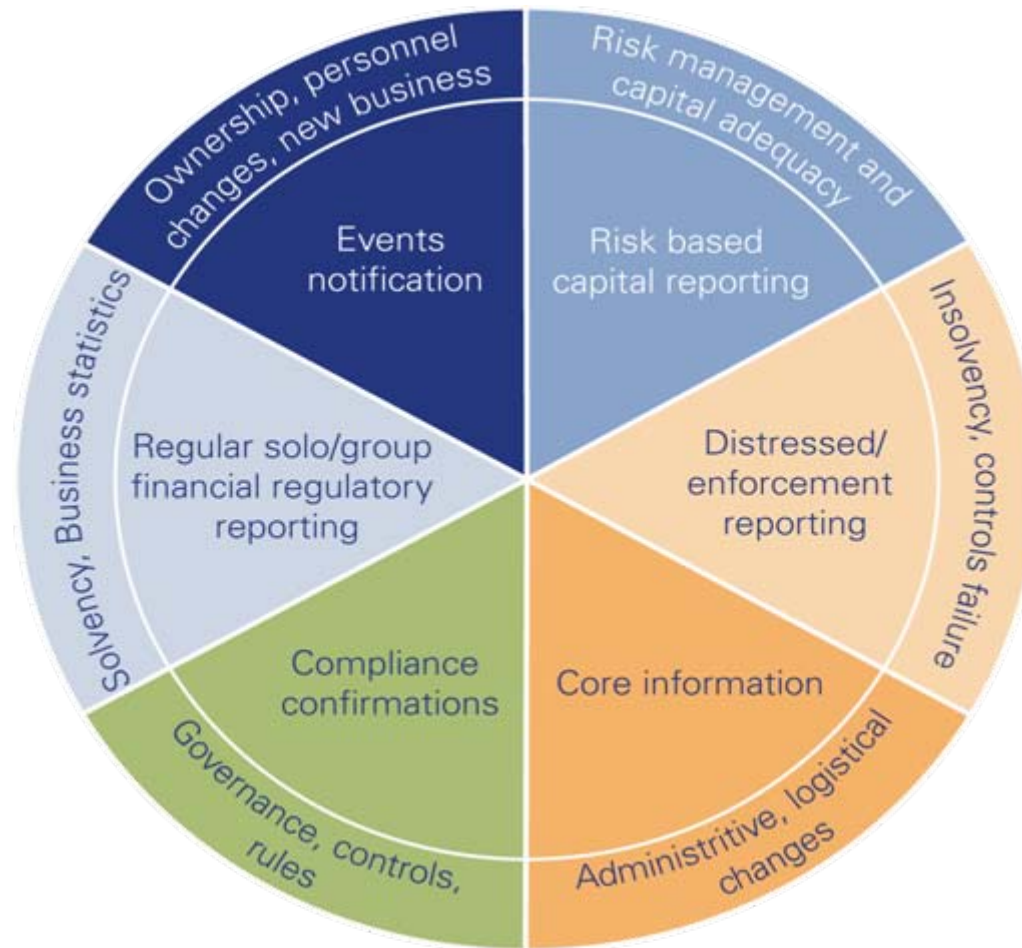 Ownership, personnel
changes, new business
Events
notification
Risk management and
capital adequacy
Risk based
capital reporting
Insolvency, controls failure
Distressed/
enforcement
reporting
Administritive, logistical
changes
Core information
Governance, controls,
rules
Compliance
confirmations
Solvency, Business statistics
Regular solo/group
financial regulatory
reporting